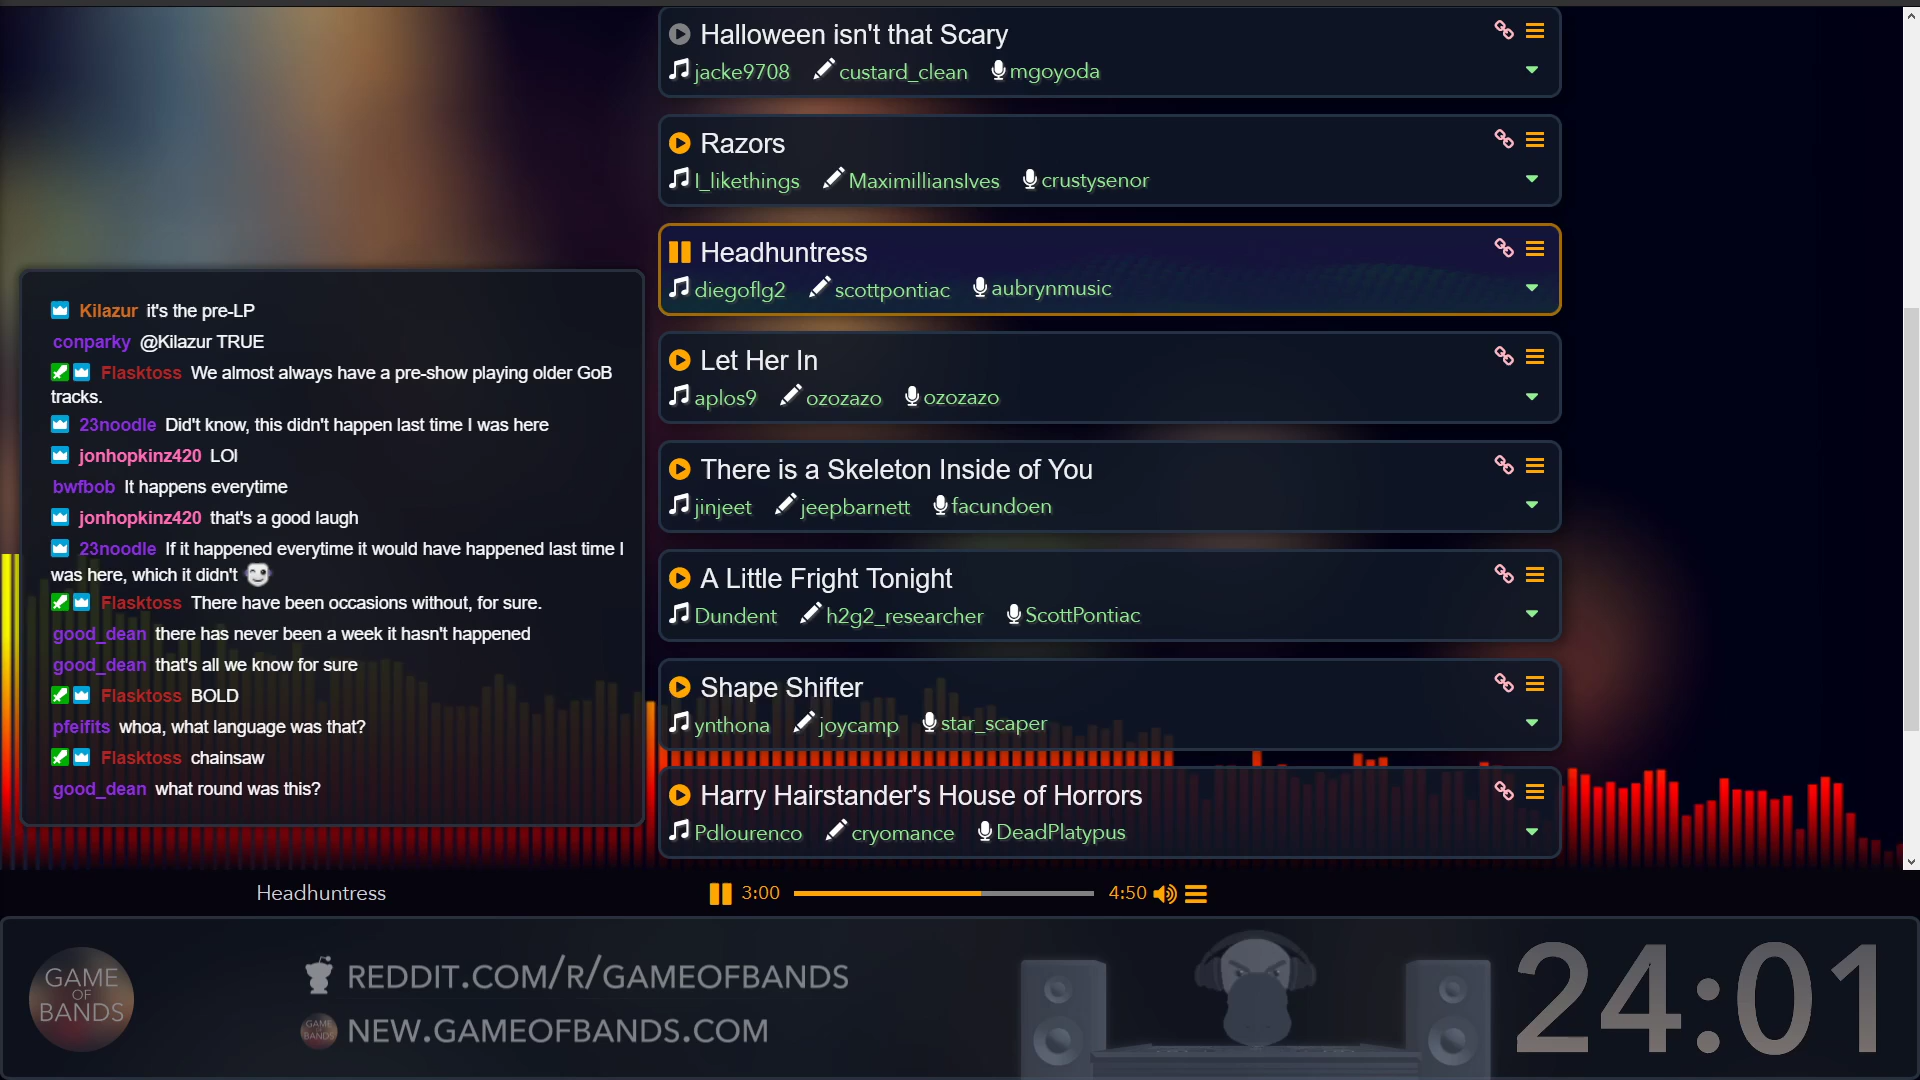 Halloween isn't that Scary
jacke9708 custard_clean mgoyoda
Razors
I_likethings MaximilliansIves crustysenor
Headhuntress
diegoflg2 scottpontiac aubrynmusic
Let Her In
aplos9 ozozazo ozozazo
There is a Skeleton Inside of You
jinjeet jeepbarnett facundoen
A Little Fright Tonight
Dundent h2g2_researcher ScottPontiac
Shape Shifter
ynthona joycamp star_scaper
Harry Hairstander's House of Horrors
Pdlourenco cryomance DeadPlatypus
Kilazur it's the pre-LP
conparky @Kilazur TRUE
Flasktoss We almost always have a pre-show playing older GoB
tracks.
23noodle Did't know, this didn't happen last time I was here
jonhopkinz420 LOl
bwfbob It happens everytime
jonhopkinz420 that's a good laugh
23noodle If it happened everytime it would have happened last time I
was here, which it didn't
Flasktoss There have been occasions without, for sure.
good_dean there has never been a week it hasn't happened
good_dean that's all we know for sure
Flasktoss BOLD
pfeifits whoa, what language was that?
Flasktoss chainsaw
good_dean what round was this?
Headhuntress 3:00 4:50
GAME
OF
BANDS
REDDIT.COM/R/GAMEOFBANDS
GAME
BANDS
NEW.GAMEOFBANDS.COM
24:01